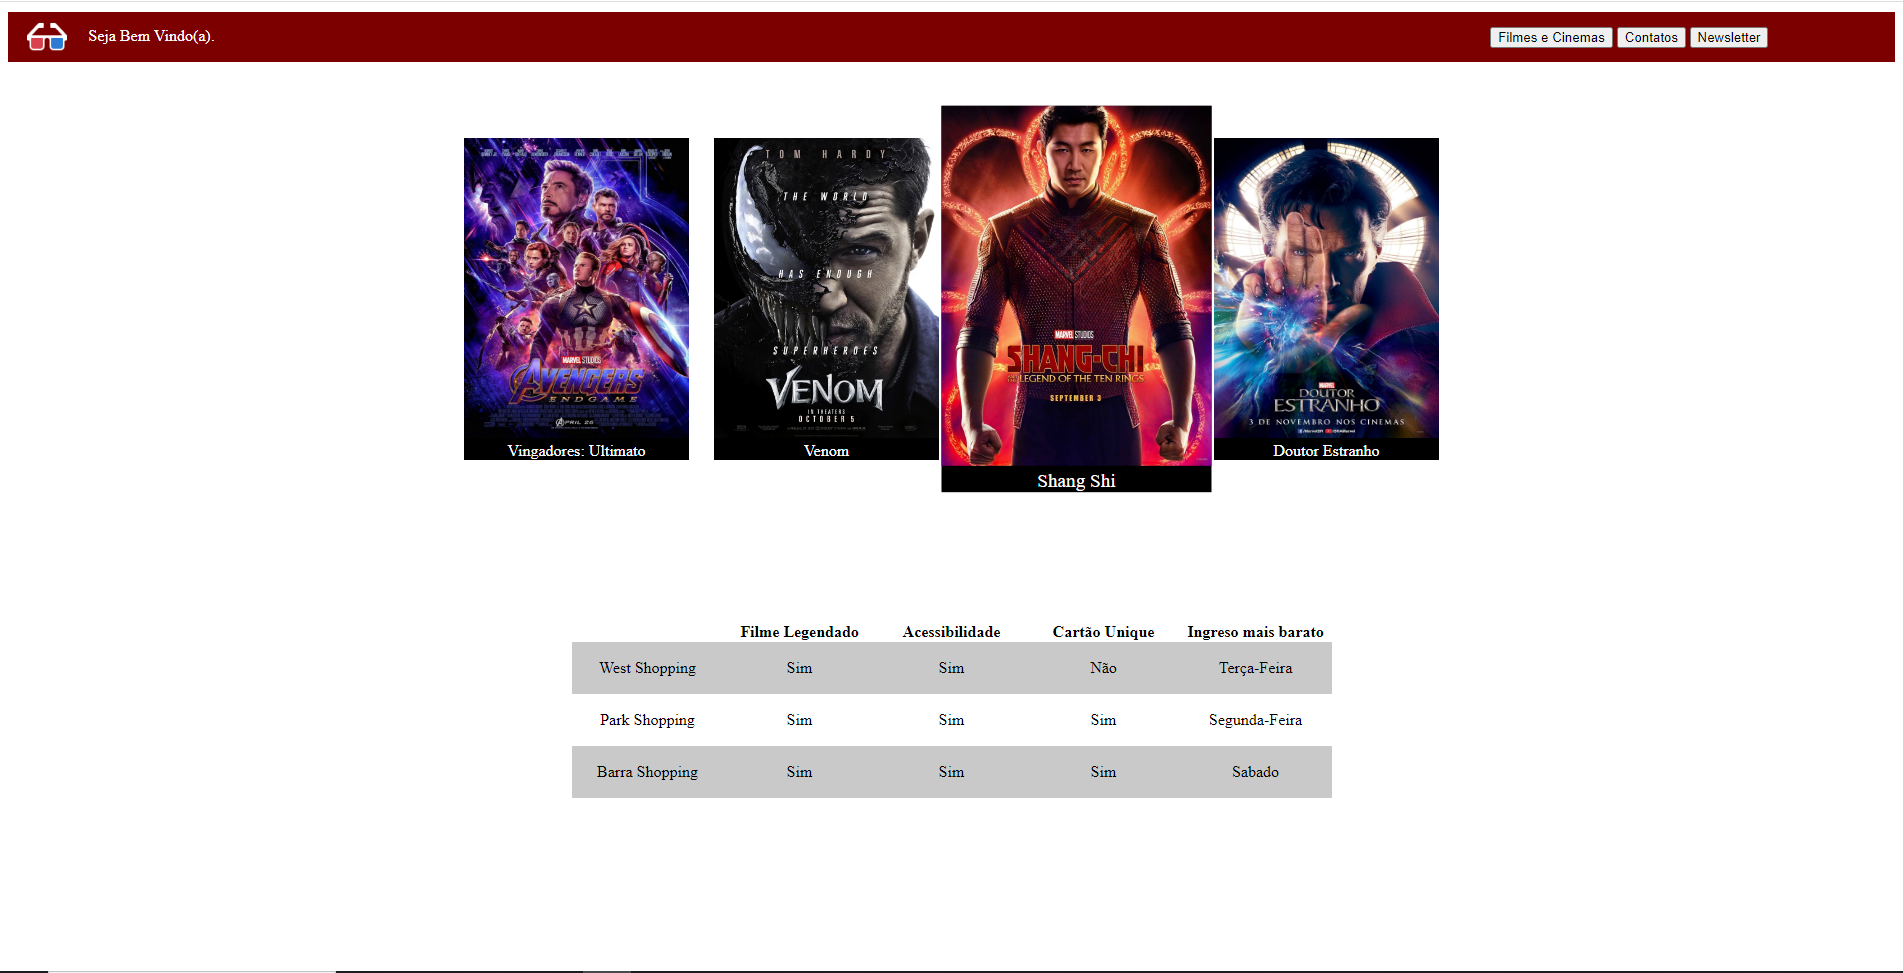 Seja Bem Vindo(a).
Filmes e Cinemas Contatos Newsletter
MARVEL STUDIOS
AVENGERS
ENDGAME
APRIL 26
Vingadores: Ultimato
TOM HARDY
THE WORLD
HAS ENOUGH
SUPERHEROES
VENOM
IN THEATERS
OCTOBER 5
Venom
MARVEL STUDIOS
SHANG-CHI
LEGEND OF THE TEN RINGS
SEPTEMBER 3
Shang Shi
MARVEL
DOUTOR
ESTRANHO
3 DE NOVEMBRO NOS CINEMAS
Doutor Estranho
Filme Legendado Acessibilidade Cartão Unique Ingreso mais barato
West Shopping Sim Sim Não Terça-Feira
Park Shopping Sim Sim Sim Segunda-Feira
Barra Shopping Sim Sim Sim Sabado